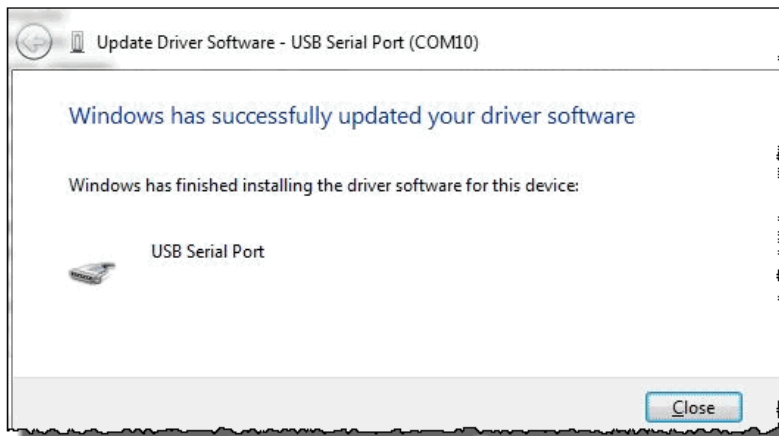 Update Driver Software - USB Serial Port (COM10)
Windows has successfully updated your driver software
Windows has finished installing the driver software for this device:
USB Serial Port
Close